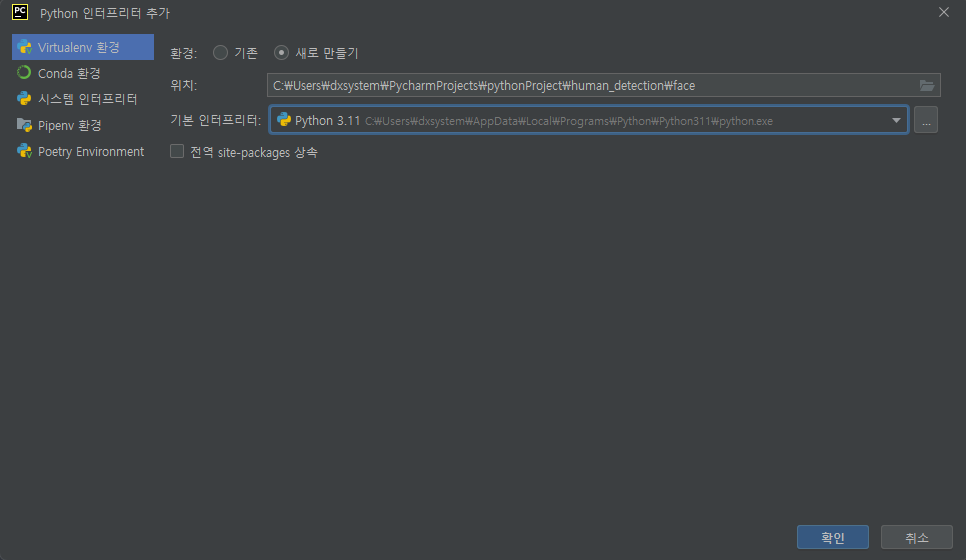 PC Python 인터프리터 추가
Virtualenv 환경
Conda 환경
시스템 인터프리터
Pipenv 환경
Poetry Environment
환경: 기존 새로 만들기
위치: C:₩Users₩dxsystem₩PycharmProjects₩pythonProject₩human_detection₩face
기본 인터프리터: Python 3.11 C:₩Users₩dxsystem₩AppData₩Local₩Programs₩Python₩Python311₩python.exe ...
전역 site-packages 상속
확인 취소